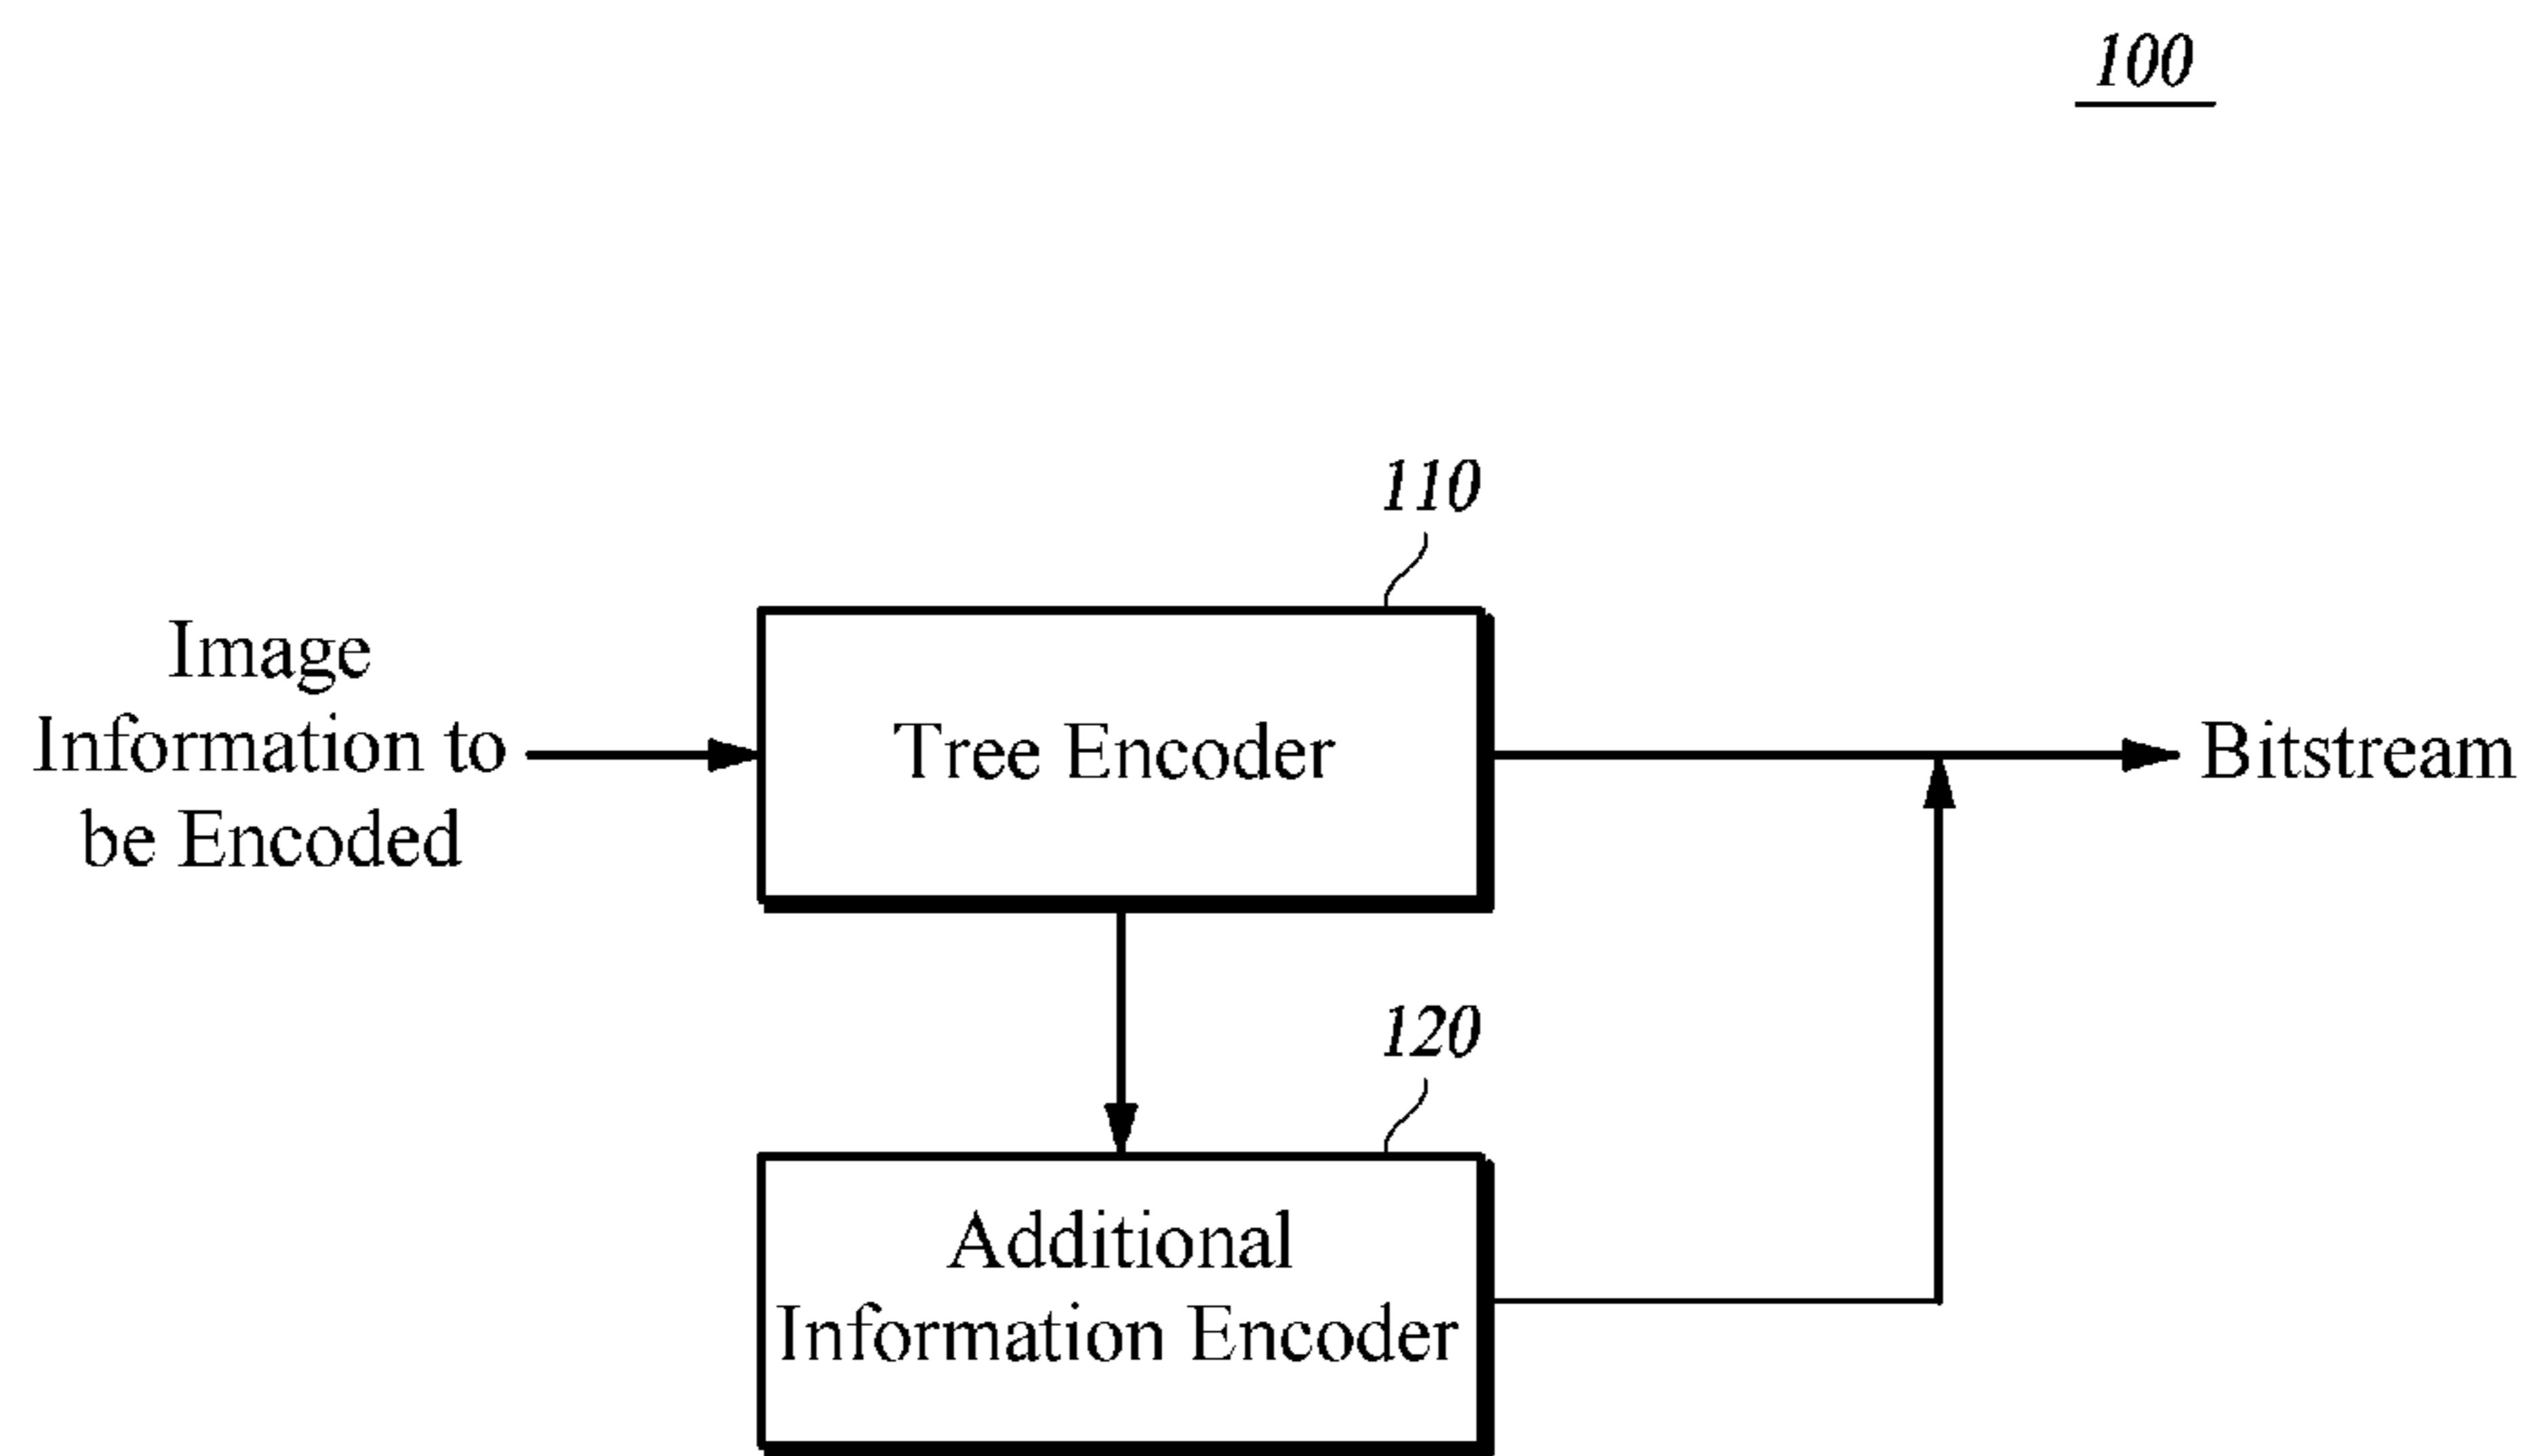 100
110
Image
Information to
be Encoded
Tree Encoder
Bitstream
120
Additional
Information Encoder